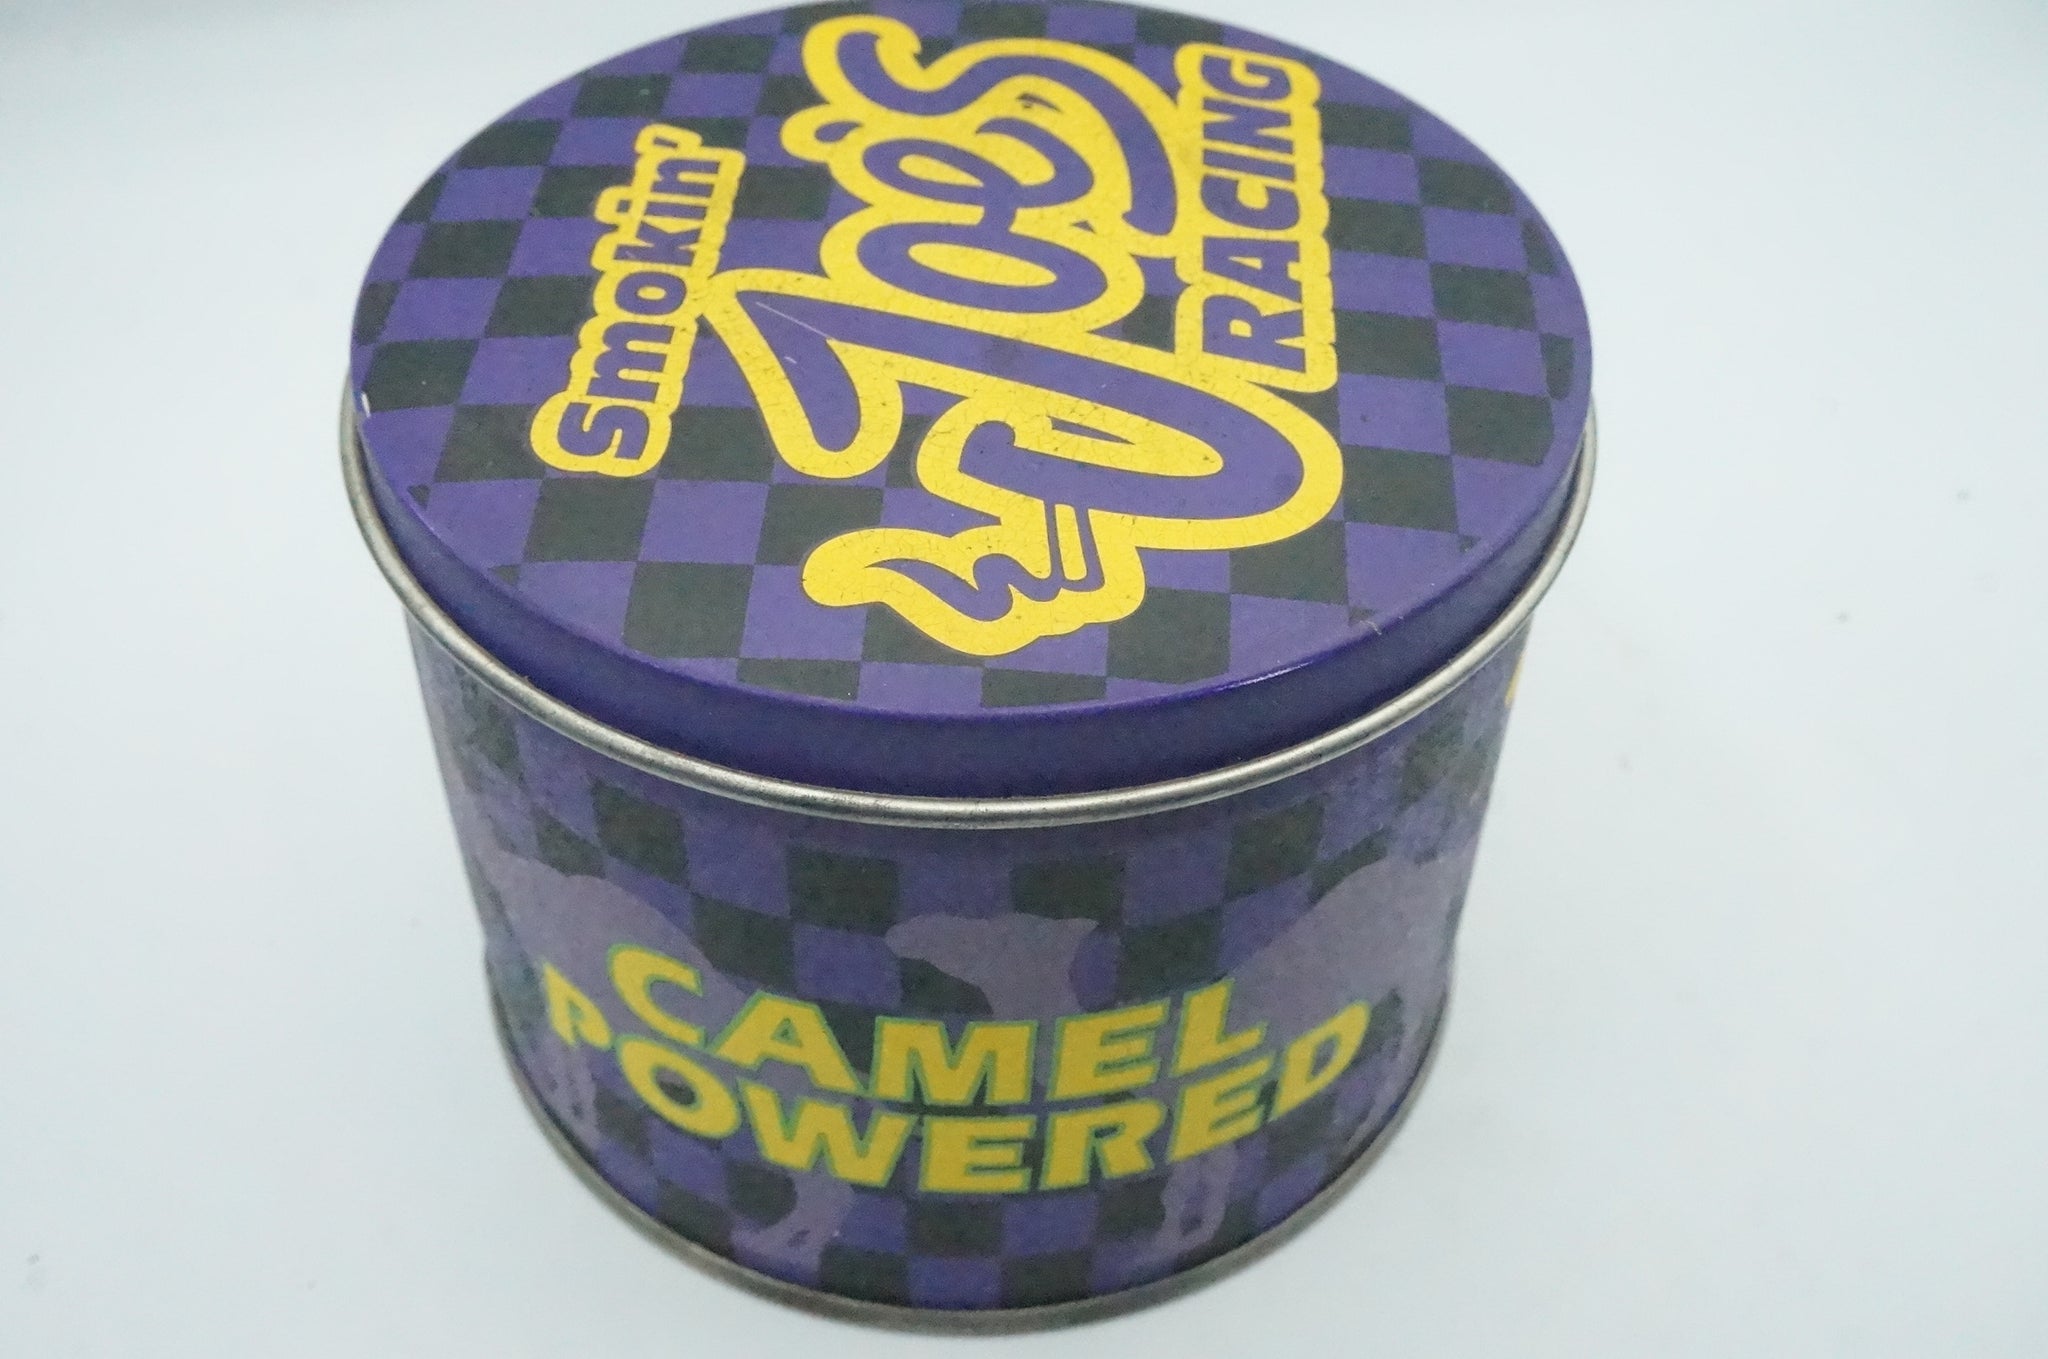 Smokin'
Joe's
RACING
CAMEL
POWERED